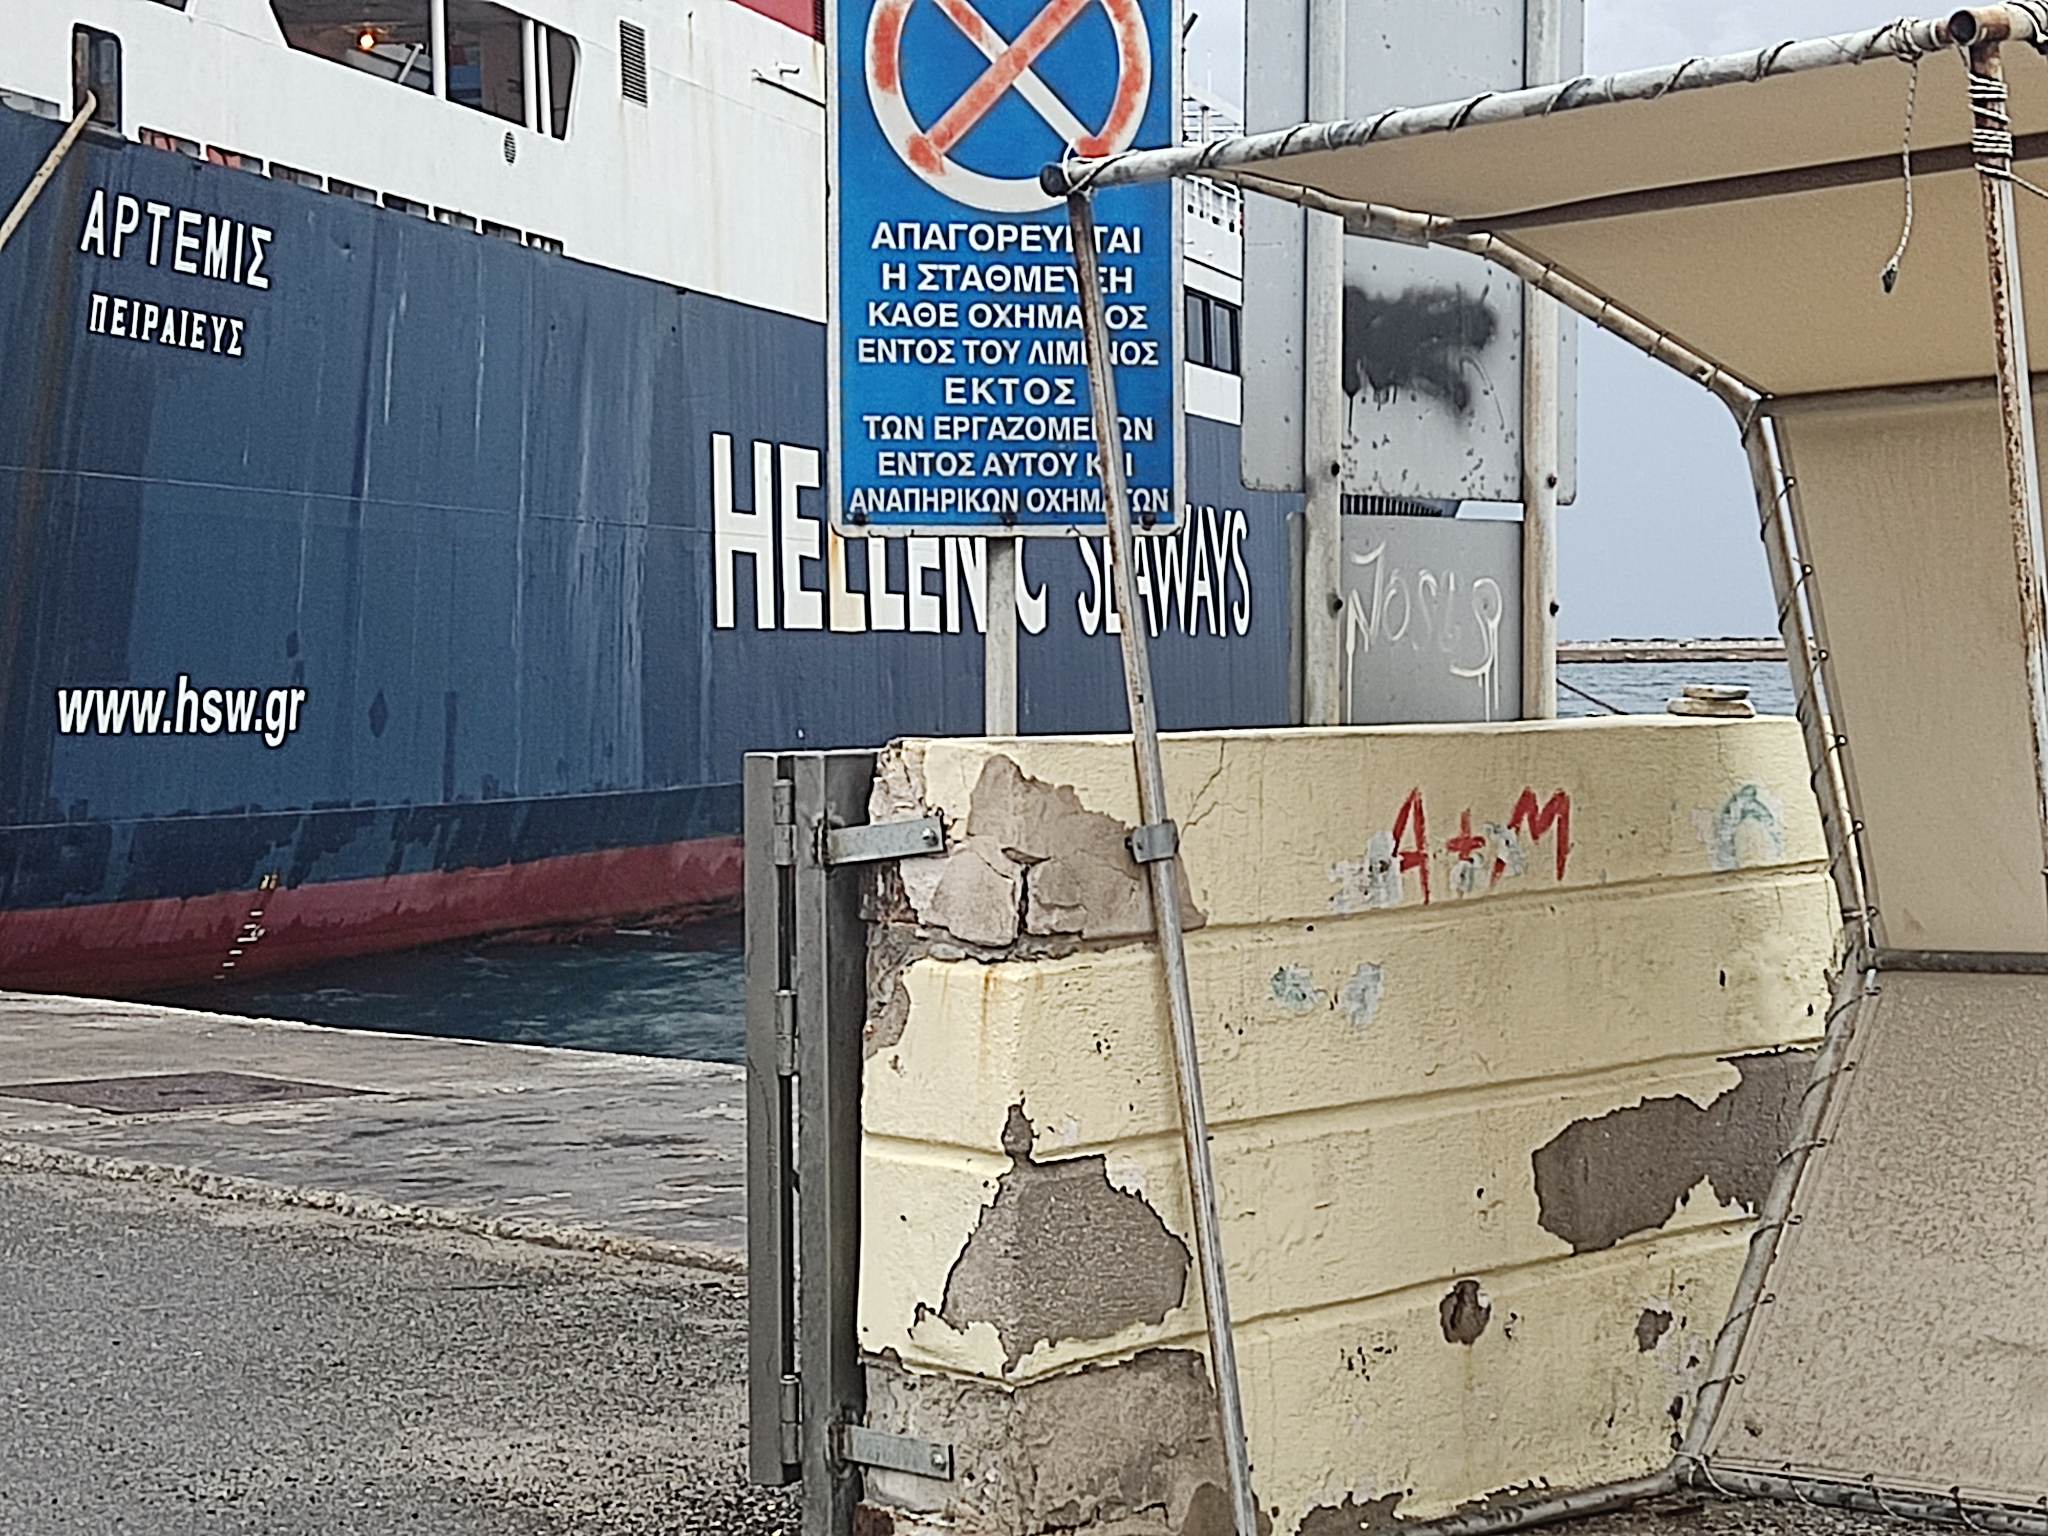 ΑΡΤΕΜΙΣ
ΠΕΙΡΑΙΕΥΣ
www.hsw.gr
HELLENIC SEAWAYS
ΑΠΑΓΟΡΕΥΕΤΑΙ
Η ΣΤΑΘΜΕΥΣΗ
ΚΑΘΕ ΟΧΗΜΑΤΟΣ
ΕΝΤΟΣ ΤΟΥ ΛΙΜΕΝΟΣ
ΕΚΤΟΣ
ΤΩΝ ΕΡΓΑΖΟΜΕΝΩΝ
ΕΝΤΟΣ ΑΥΤΟΥ ΚΑΙ
ΑΝΑΠΗΡΙΚΩΝ ΟΧΗΜΑΤΩΝ
A+M